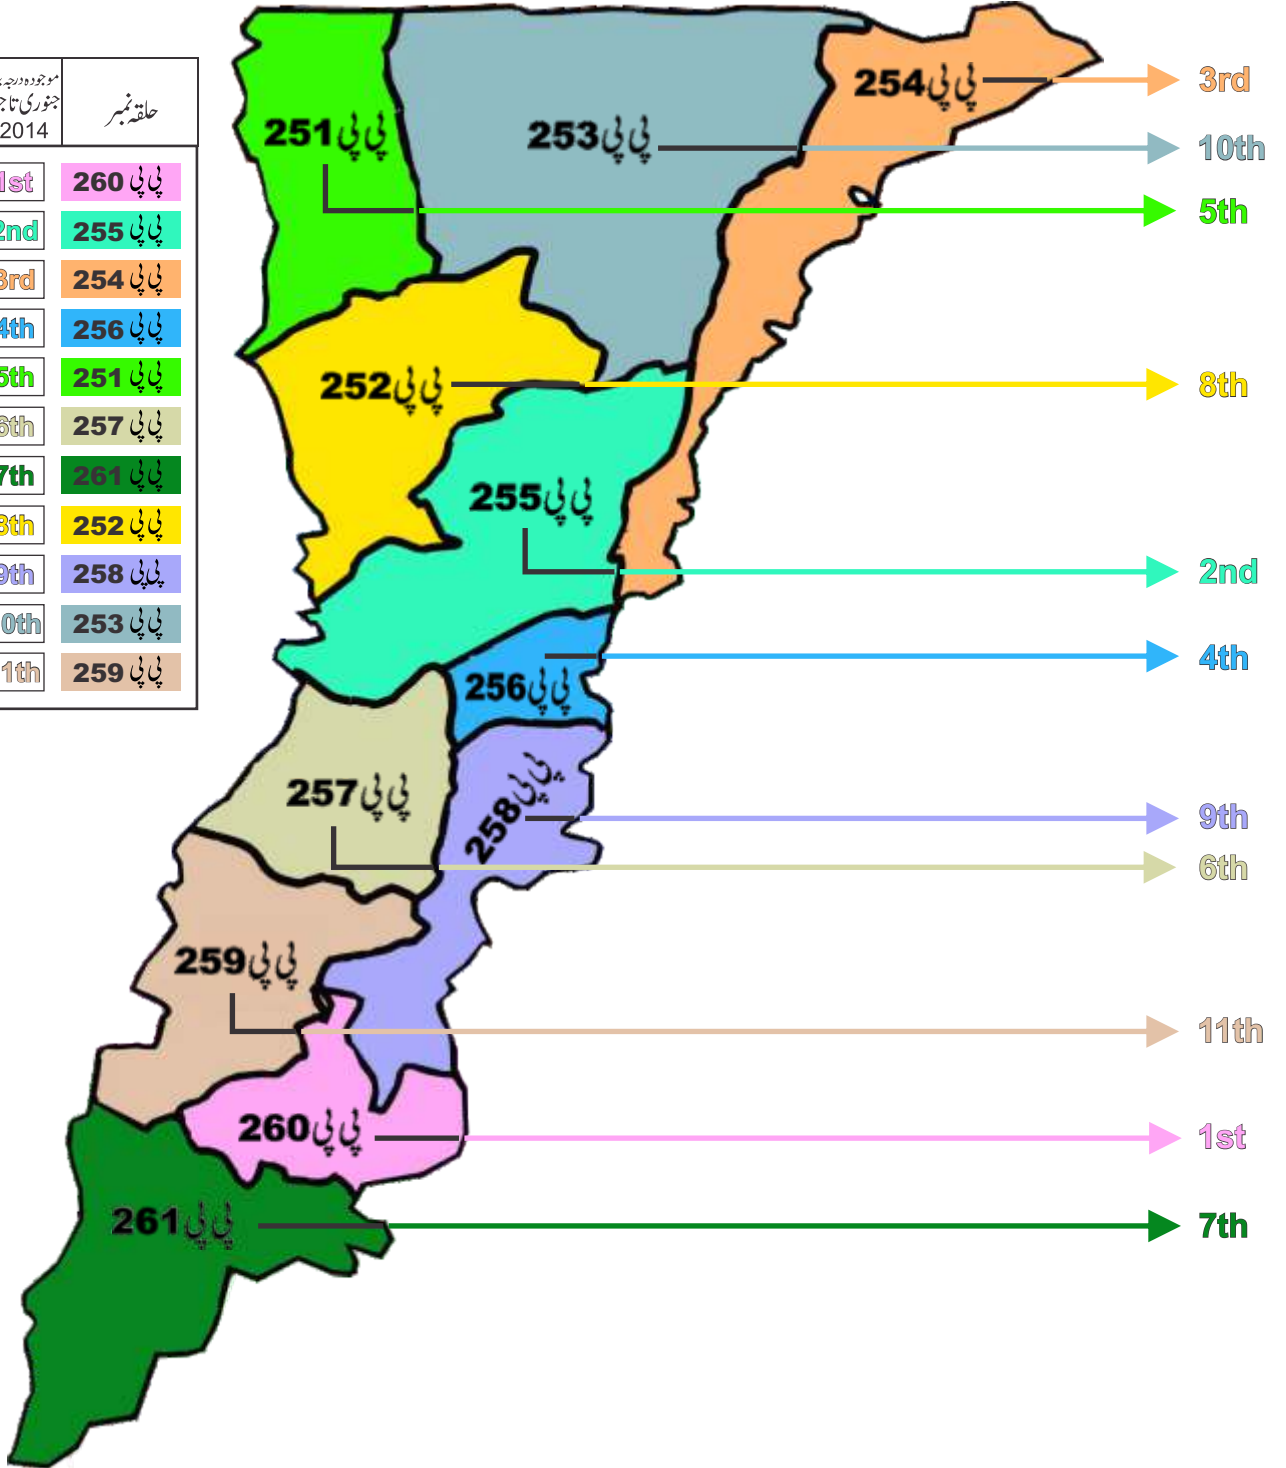 موجودہ درجہ
حلقہ نمبر
جنوری تا
2014
1st پی پی 260
2nd پی پی 255
3rd پی پی 254
4th پی پی 256
5th پی پی 251
6th پی پی 257
7th پی پی 261
8th پی پی 252
9th پی پی 258
0th پی پی 253
1th پی پی 259
پی پی 254 3rd
پی پی 253 10th
پی پی 251 5th
پی پی 252 8th
پی پی 255 2nd
پی پی 256 4th
پی پی 258 9th
پی پی 257 6th
پی پی 259 11th
پی پی 260 1st
پی پی 261 7th